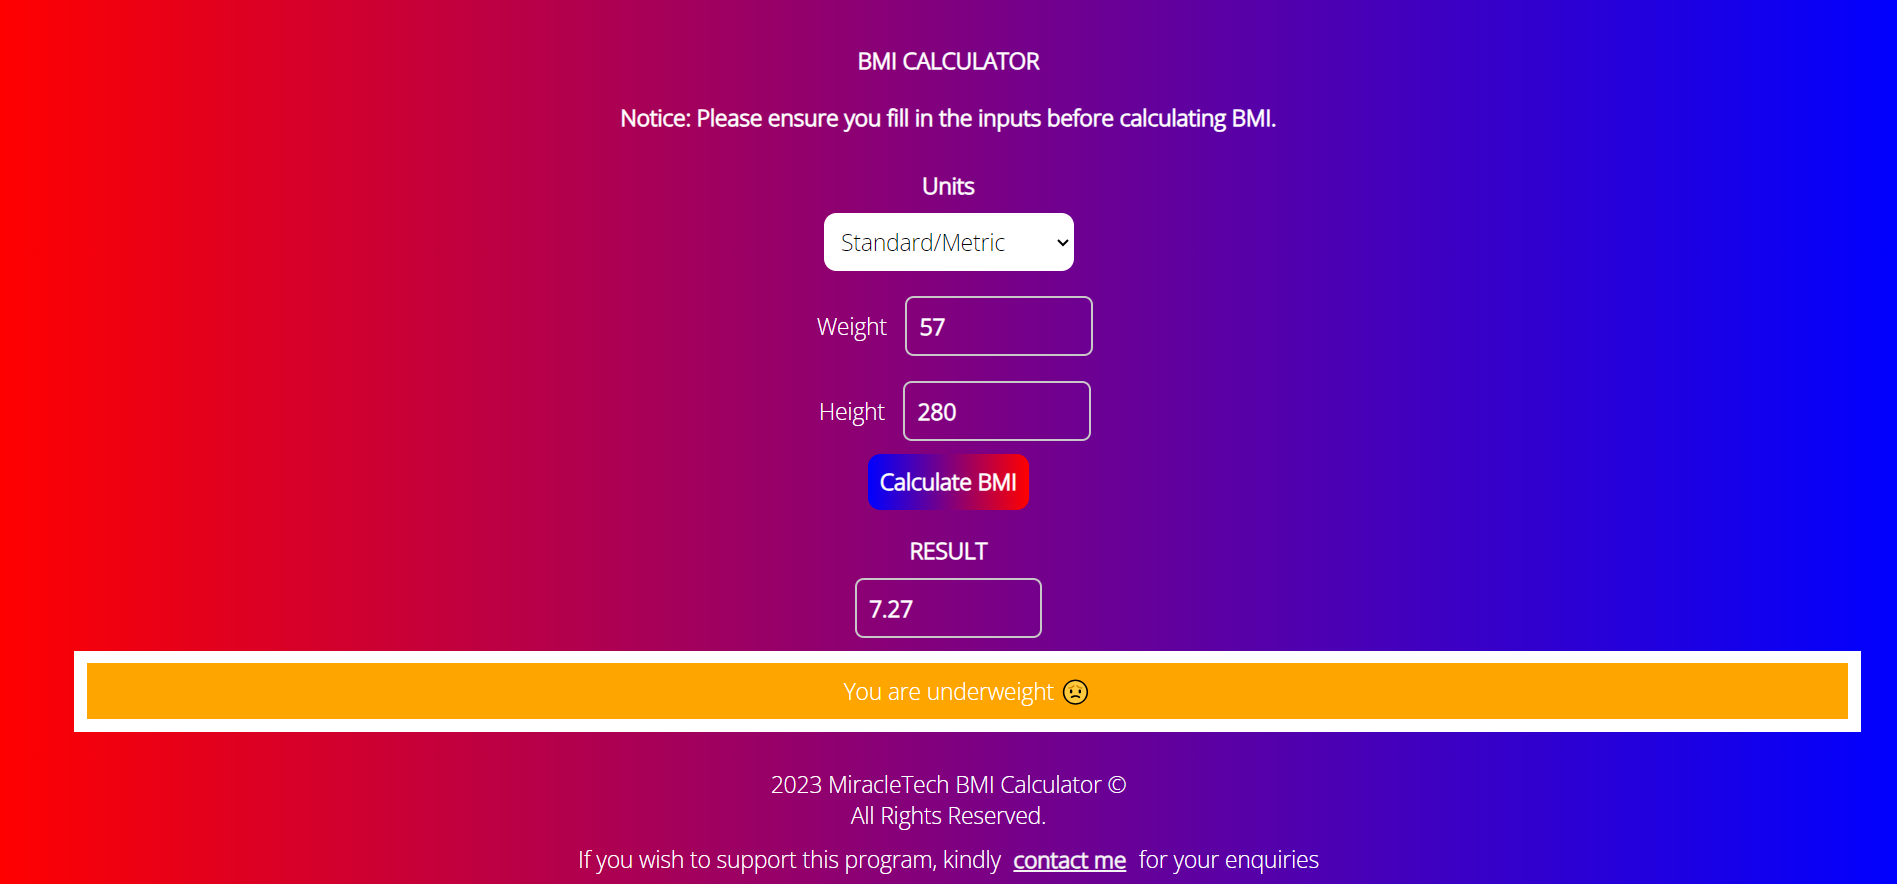 BMI CALCULATOR
Notice: Please ensure you fill in the inputs before calculating BMI.
Units
Standard/Metric
Weight 57
Height 280
Calculate BMI
RESULT
7.27
You are underweight 😟
2023 MiracleTech BMI Calculator ©
All Rights Reserved.
If you wish to support this program, kindly contact me for your enquiries